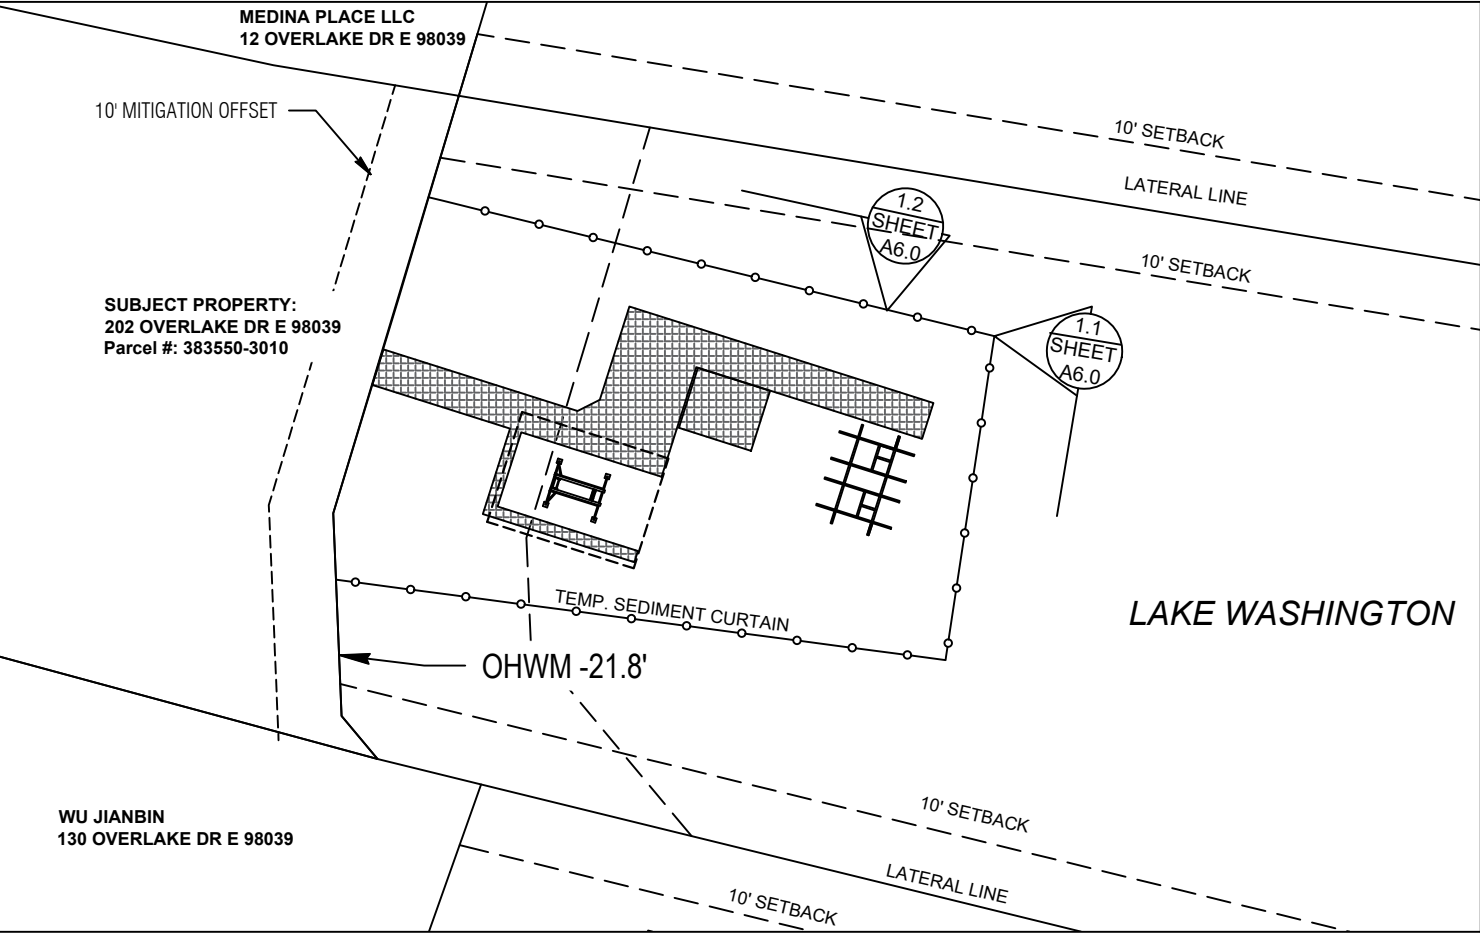 MEDINA PLACE LLC
12 OVERLAKE DR E 98039
10' MITIGATION OFFSET
10' SETBACK
LATERAL LINE
1.2
SHEET
A6.0
10' SETBACK
SUBJECT PROPERTY:
202 OVERLAKE DR E 98039
Parcel #: 383550-3010
1.1
SHEET
A6.0
TEMP. SEDIMENT CURTAIN
LAKE WASHINGTON
OHWM -21.8'
WU JIANBIN
130 OVERLAKE DR E 98039
10' SETBACK
LATERAL LINE
10' SETBACK